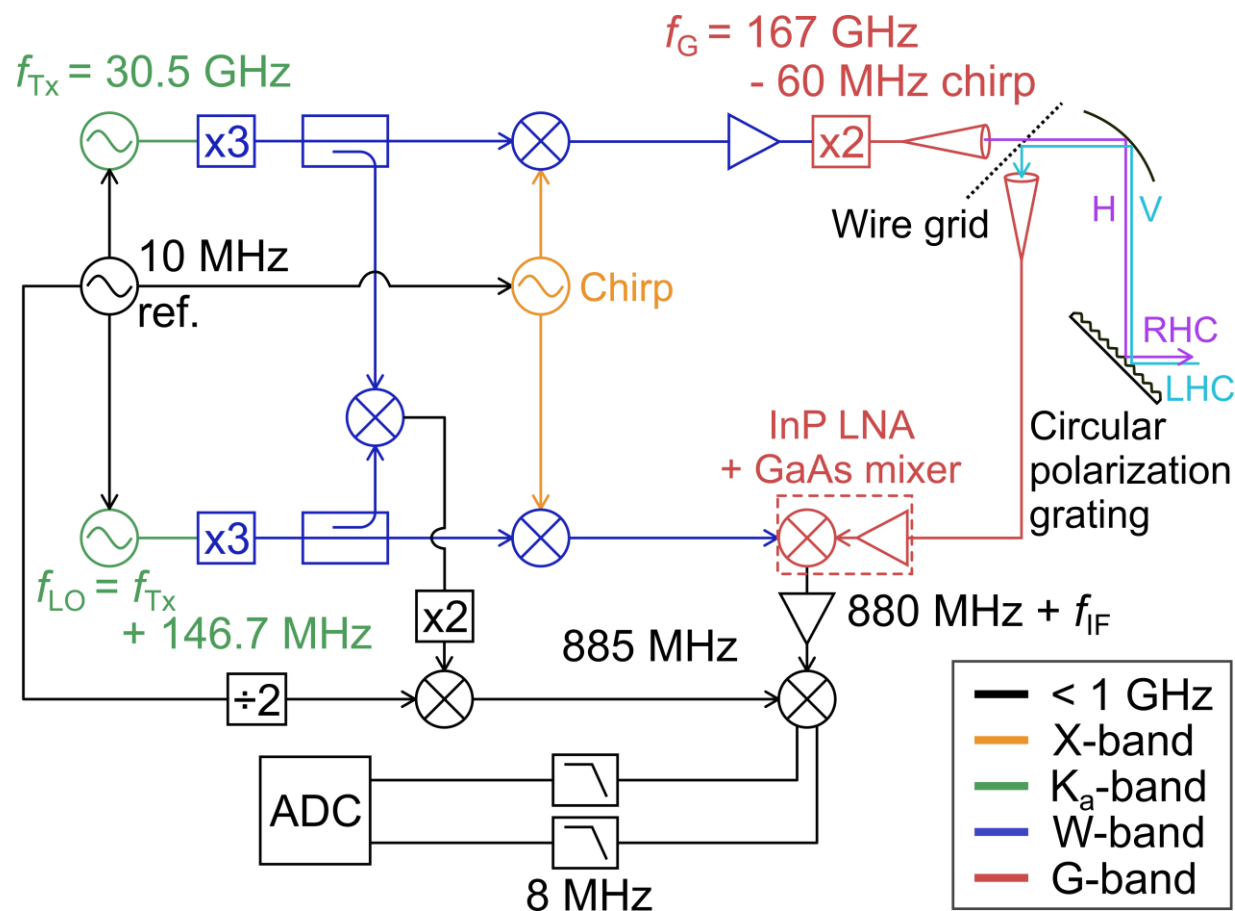 f_Tx = 30.5 GHz
f_G = 167 GHz
- 60 MHz chirp
x3
x2
Wire grid
H
V
10 MHz
ref.
Chirp
RHC
LHC
Circular
polarization
grating
InP LNA
+ GaAs mixer
x3
f_LO = f_Tx
+ 146.7 MHz
x2
880 MHz + f_IF
885 MHz
÷2
ADC
8 MHz
< 1 GHz
X-band
K_a-band
W-band
G-band